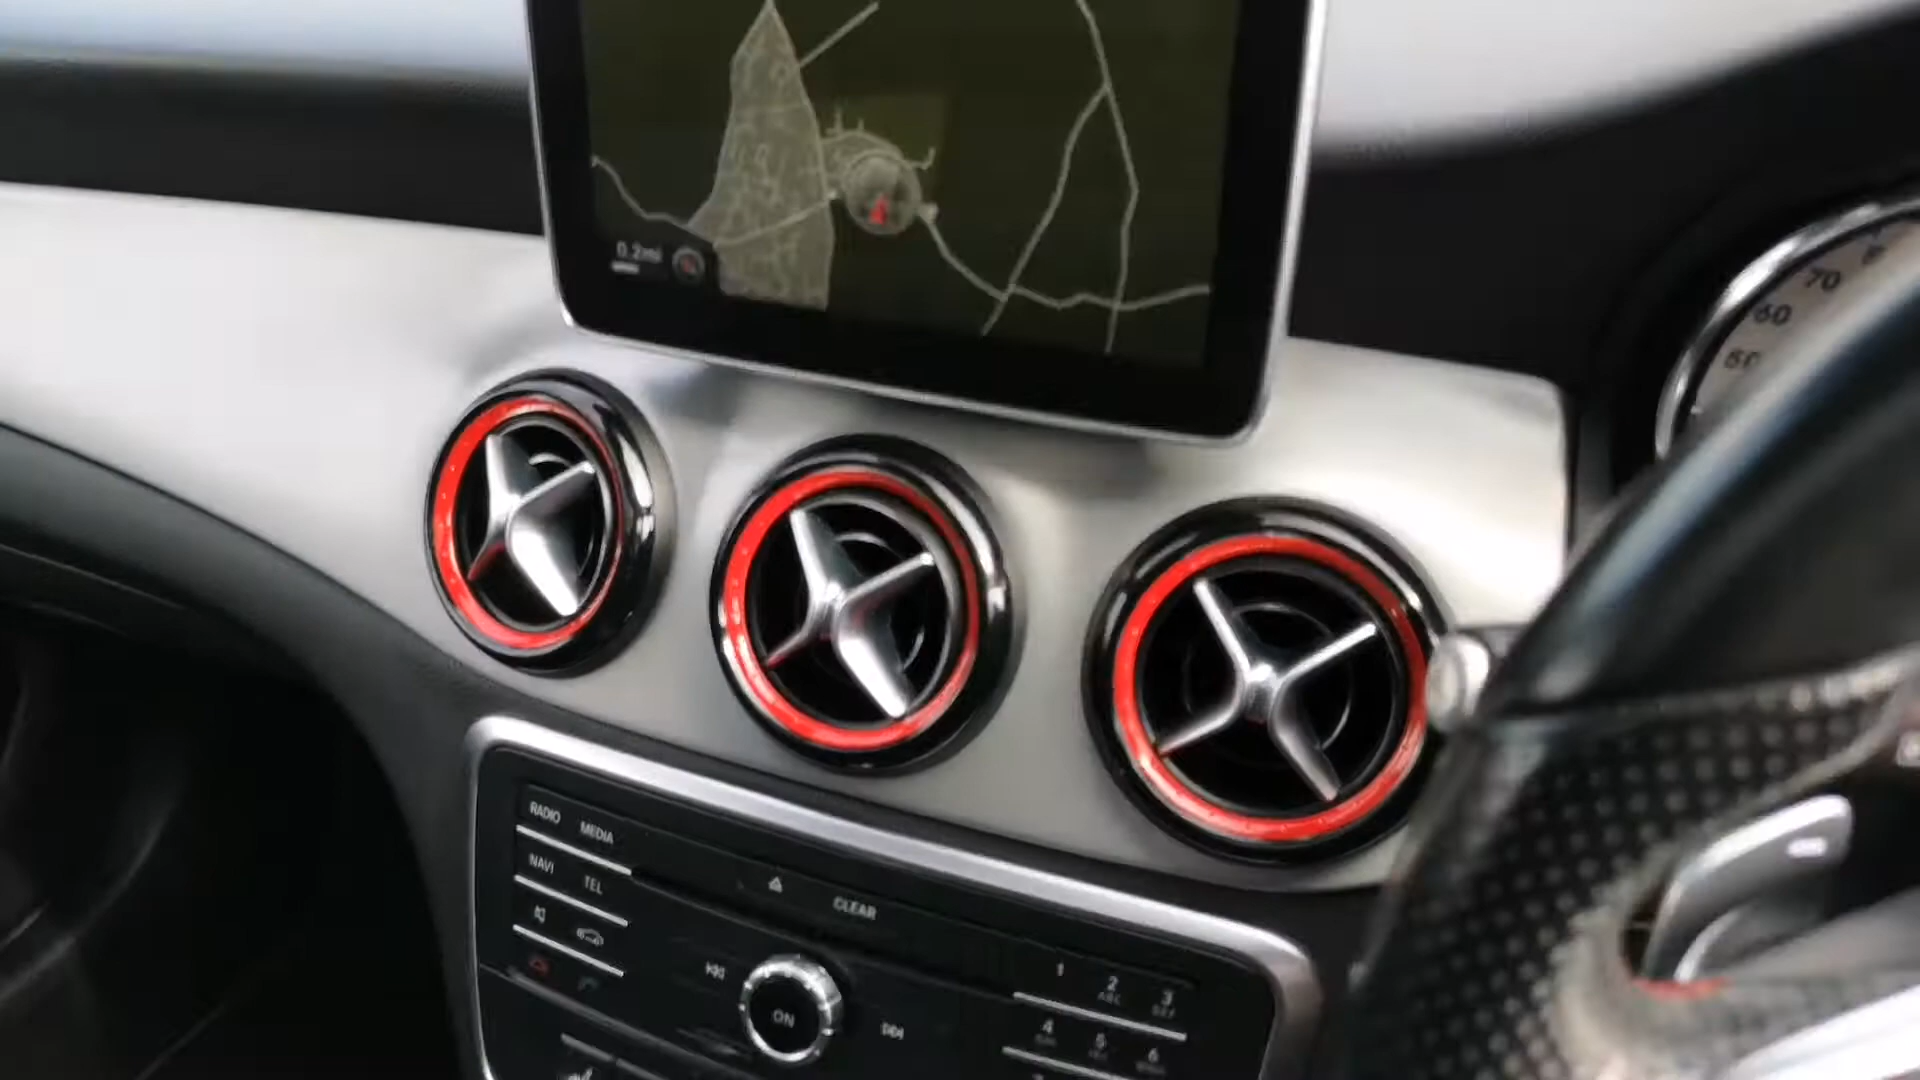 0.2mi
70
60
RADIO MEDIA
NAVI TEL
CLEAR
ON
1 2 3
ABC DEF
4 5 6